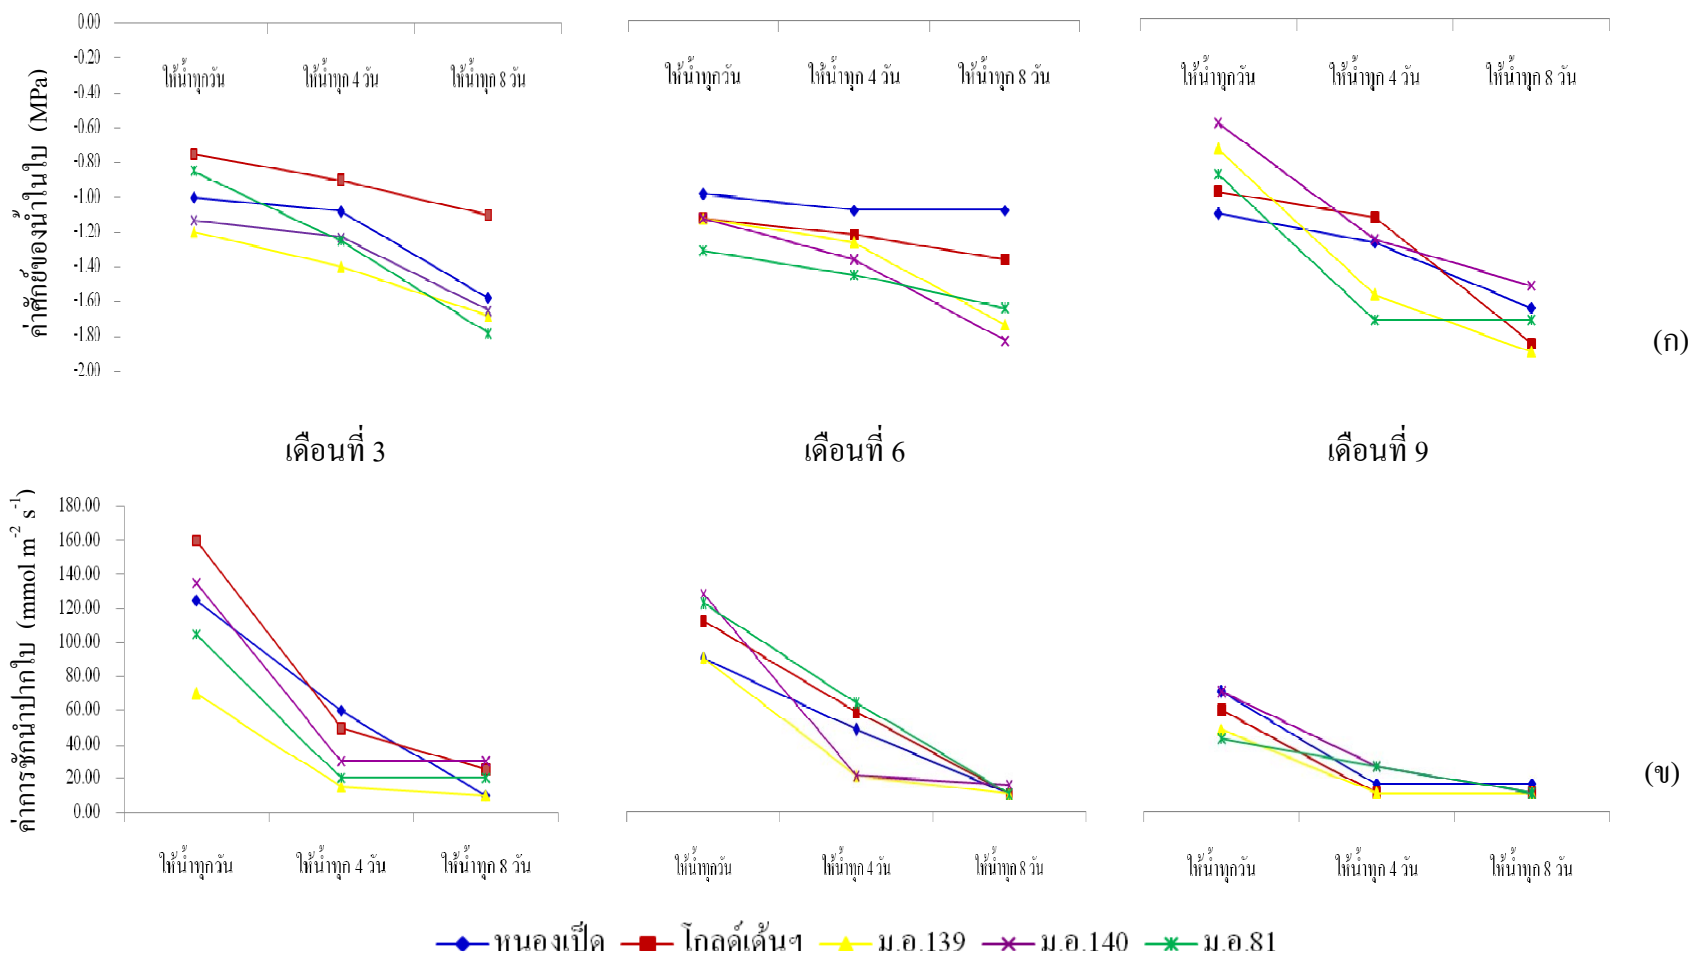 ค่าศักย์ของน้ำในใบ (MPa)
0.00
-0.20
-0.40
-0.60
-0.80
-1.00
-1.20
-1.40
-1.60
-1.80
-2.00
ให้น้ำทุกวัน ให้น้ำทุก 4 วัน ให้น้ำทุก 8 วัน
ให้น้ำทุกวัน ให้น้ำทุก 4 วัน ให้น้ำทุก 8 วัน
ให้น้ำทุกวัน ให้น้ำทุก 4 วัน ให้น้ำทุก 8 วัน
(ก)
เดือนที่ 3 เดือนที่ 6 เดือนที่ 9
ค่าการชักนำปากใบ (mmol m-2 s-1)
180.00
160.00
140.00
120.00
100.00
80.00
60.00
40.00
20.00
0.00
ให้น้ำทุกวัน ให้น้ำทุก 4 วัน ให้น้ำทุก 8 วัน
ให้น้ำทุกวัน ให้น้ำทุก 4 วัน ให้น้ำทุก 8 วัน
ให้น้ำทุกวัน ให้น้ำทุก 4 วัน ให้น้ำทุก 8 วัน
(ข)
หนองเป็ด โกลด์เด้นฯ ม.อ.139 ม.อ.140 ม.อ.81